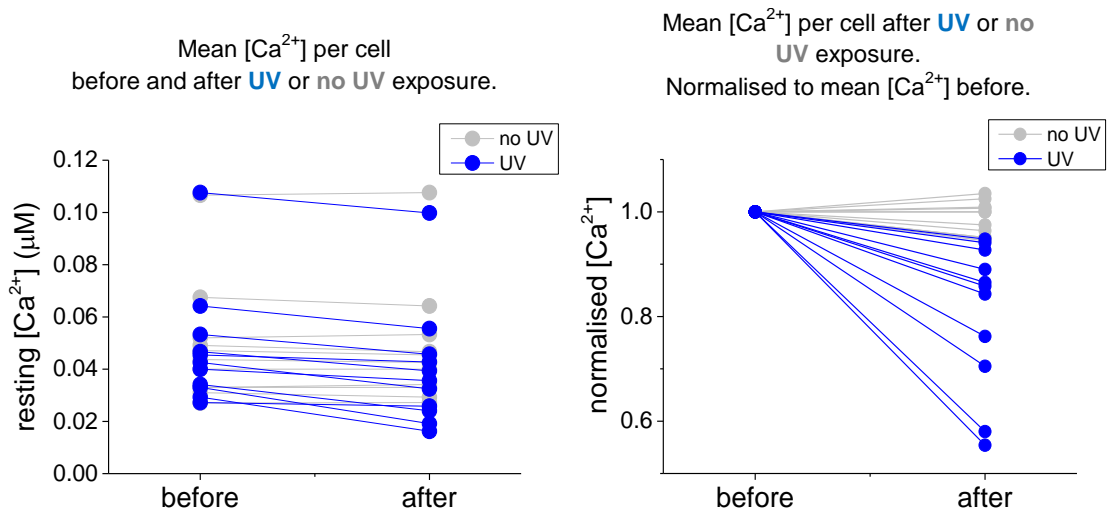 Mean [Ca²⁺] per cell
before and after UV or no UV exposure.
no UV
UV
0.12
0.10
0.08
0.06
0.04
0.02
0.00
resting [Ca²⁺] (μM)
before
after
Mean [Ca²⁺] per cell after UV or no
UV exposure.
Normalised to mean [Ca²⁺] before.
no UV
UV
1.0
0.8
0.6
normalised [Ca²⁺]
before
after